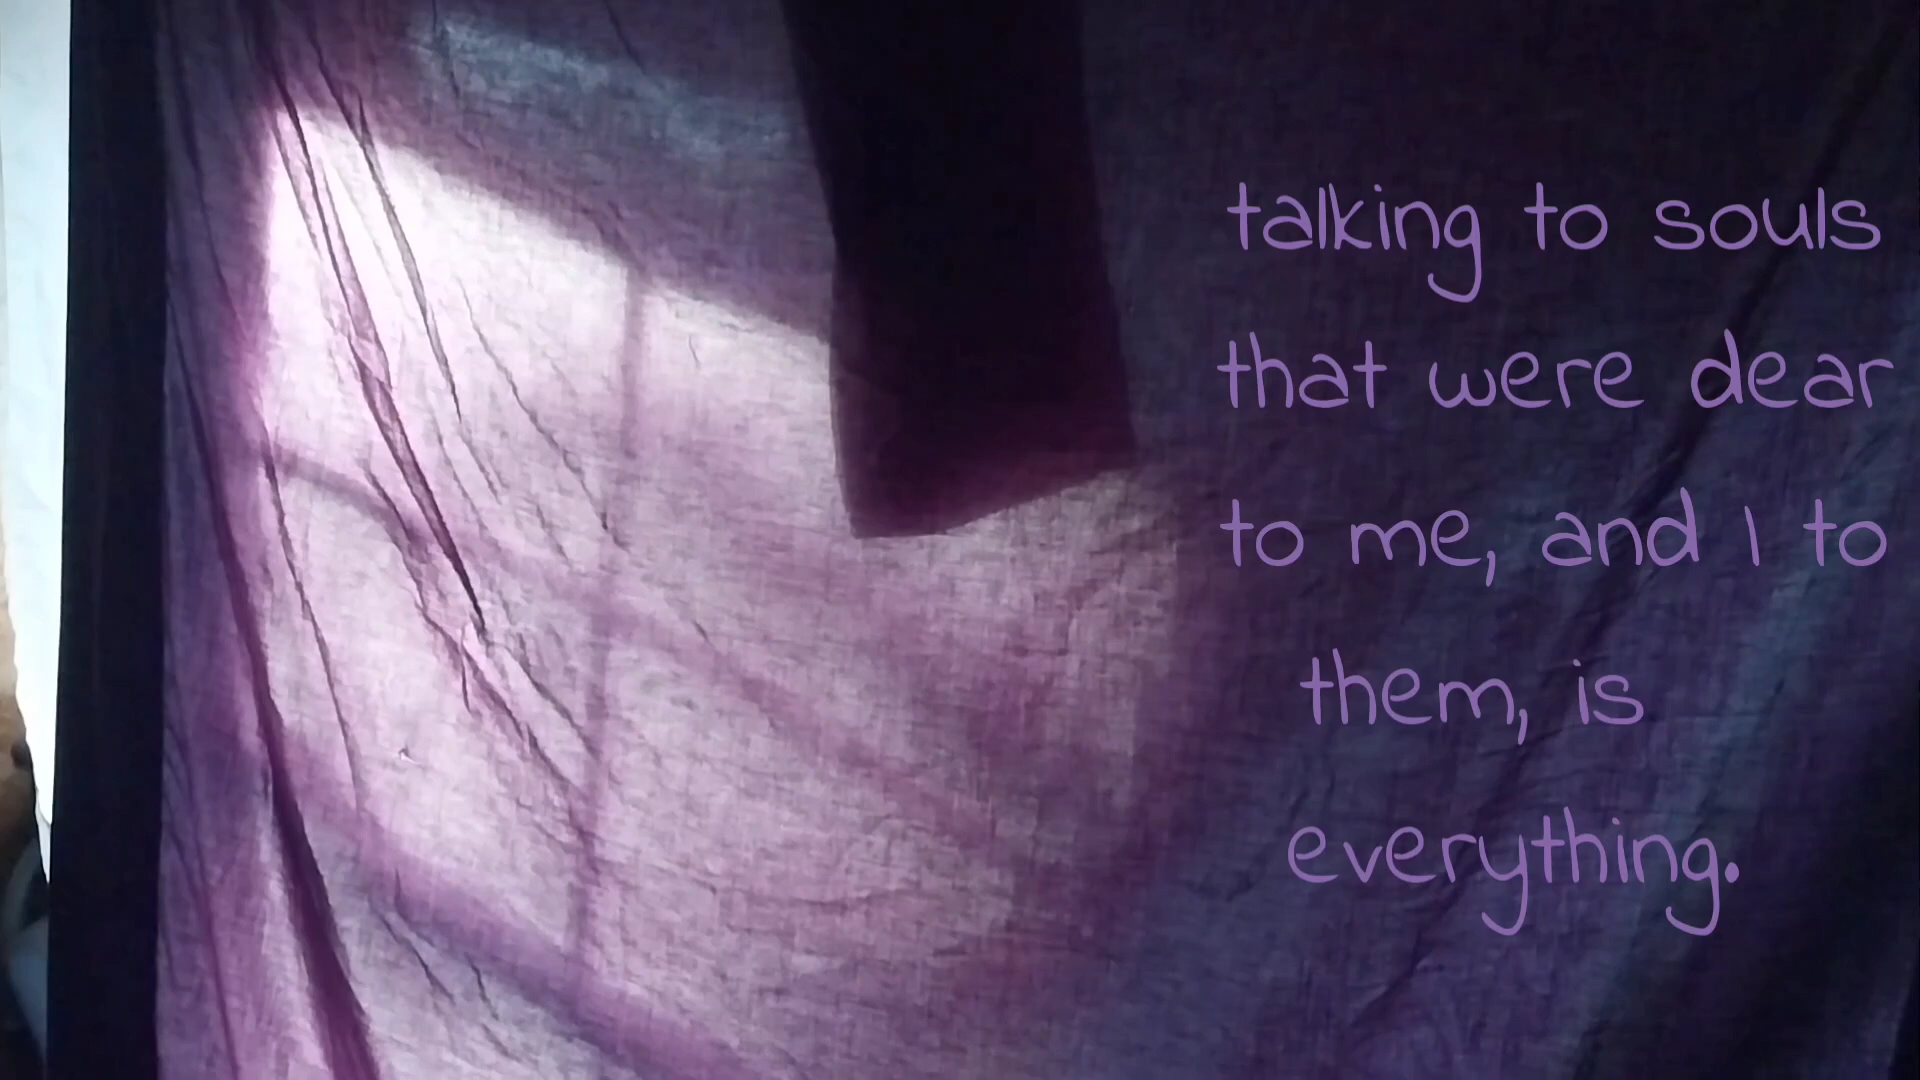 talking to souls
that were dear
to me, and I to
them, is
everything.